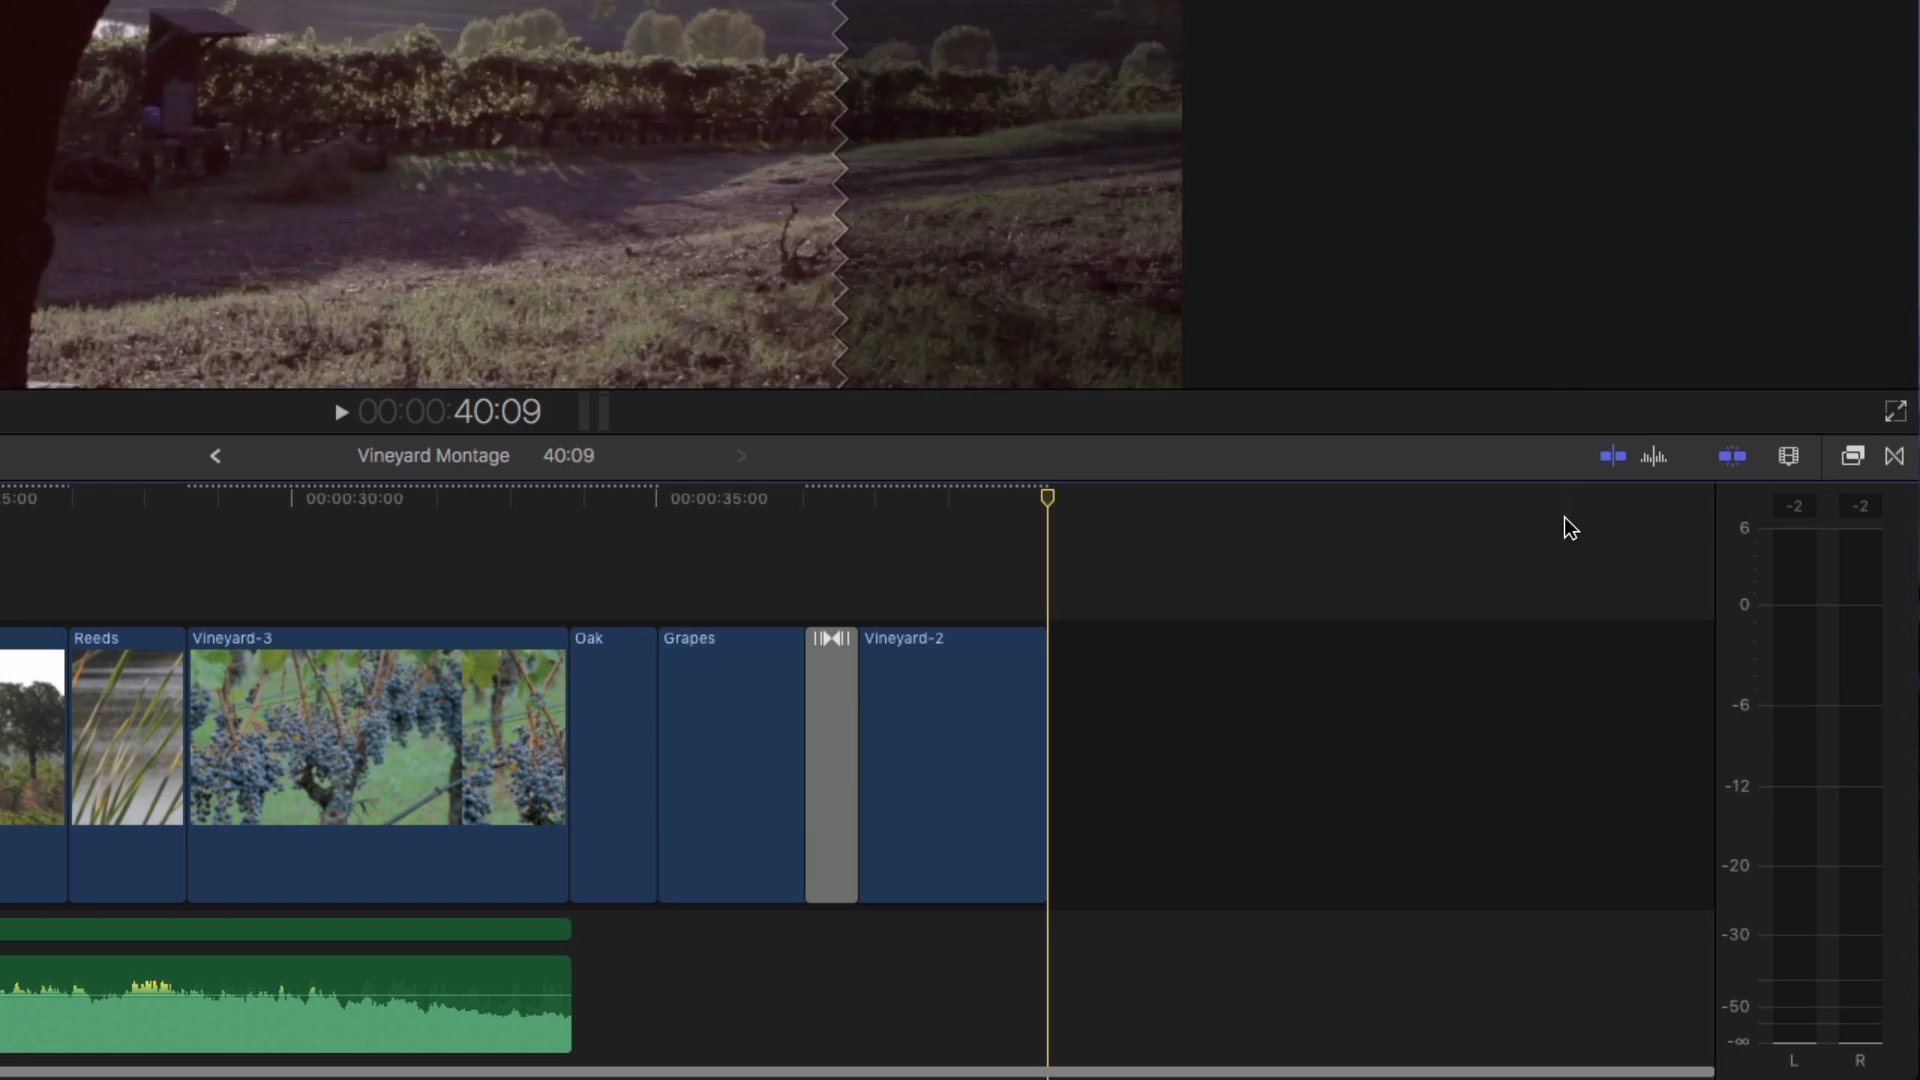 00:00:40:09
Vineyard Montage 40:09
5:00 00:00:30:00 00:00:35:00
-2 -2
6
0
-6
-12
-20
-30
-50
-∞
L R
Reeds Vineyard-3 Oak Grapes Vineyard-2